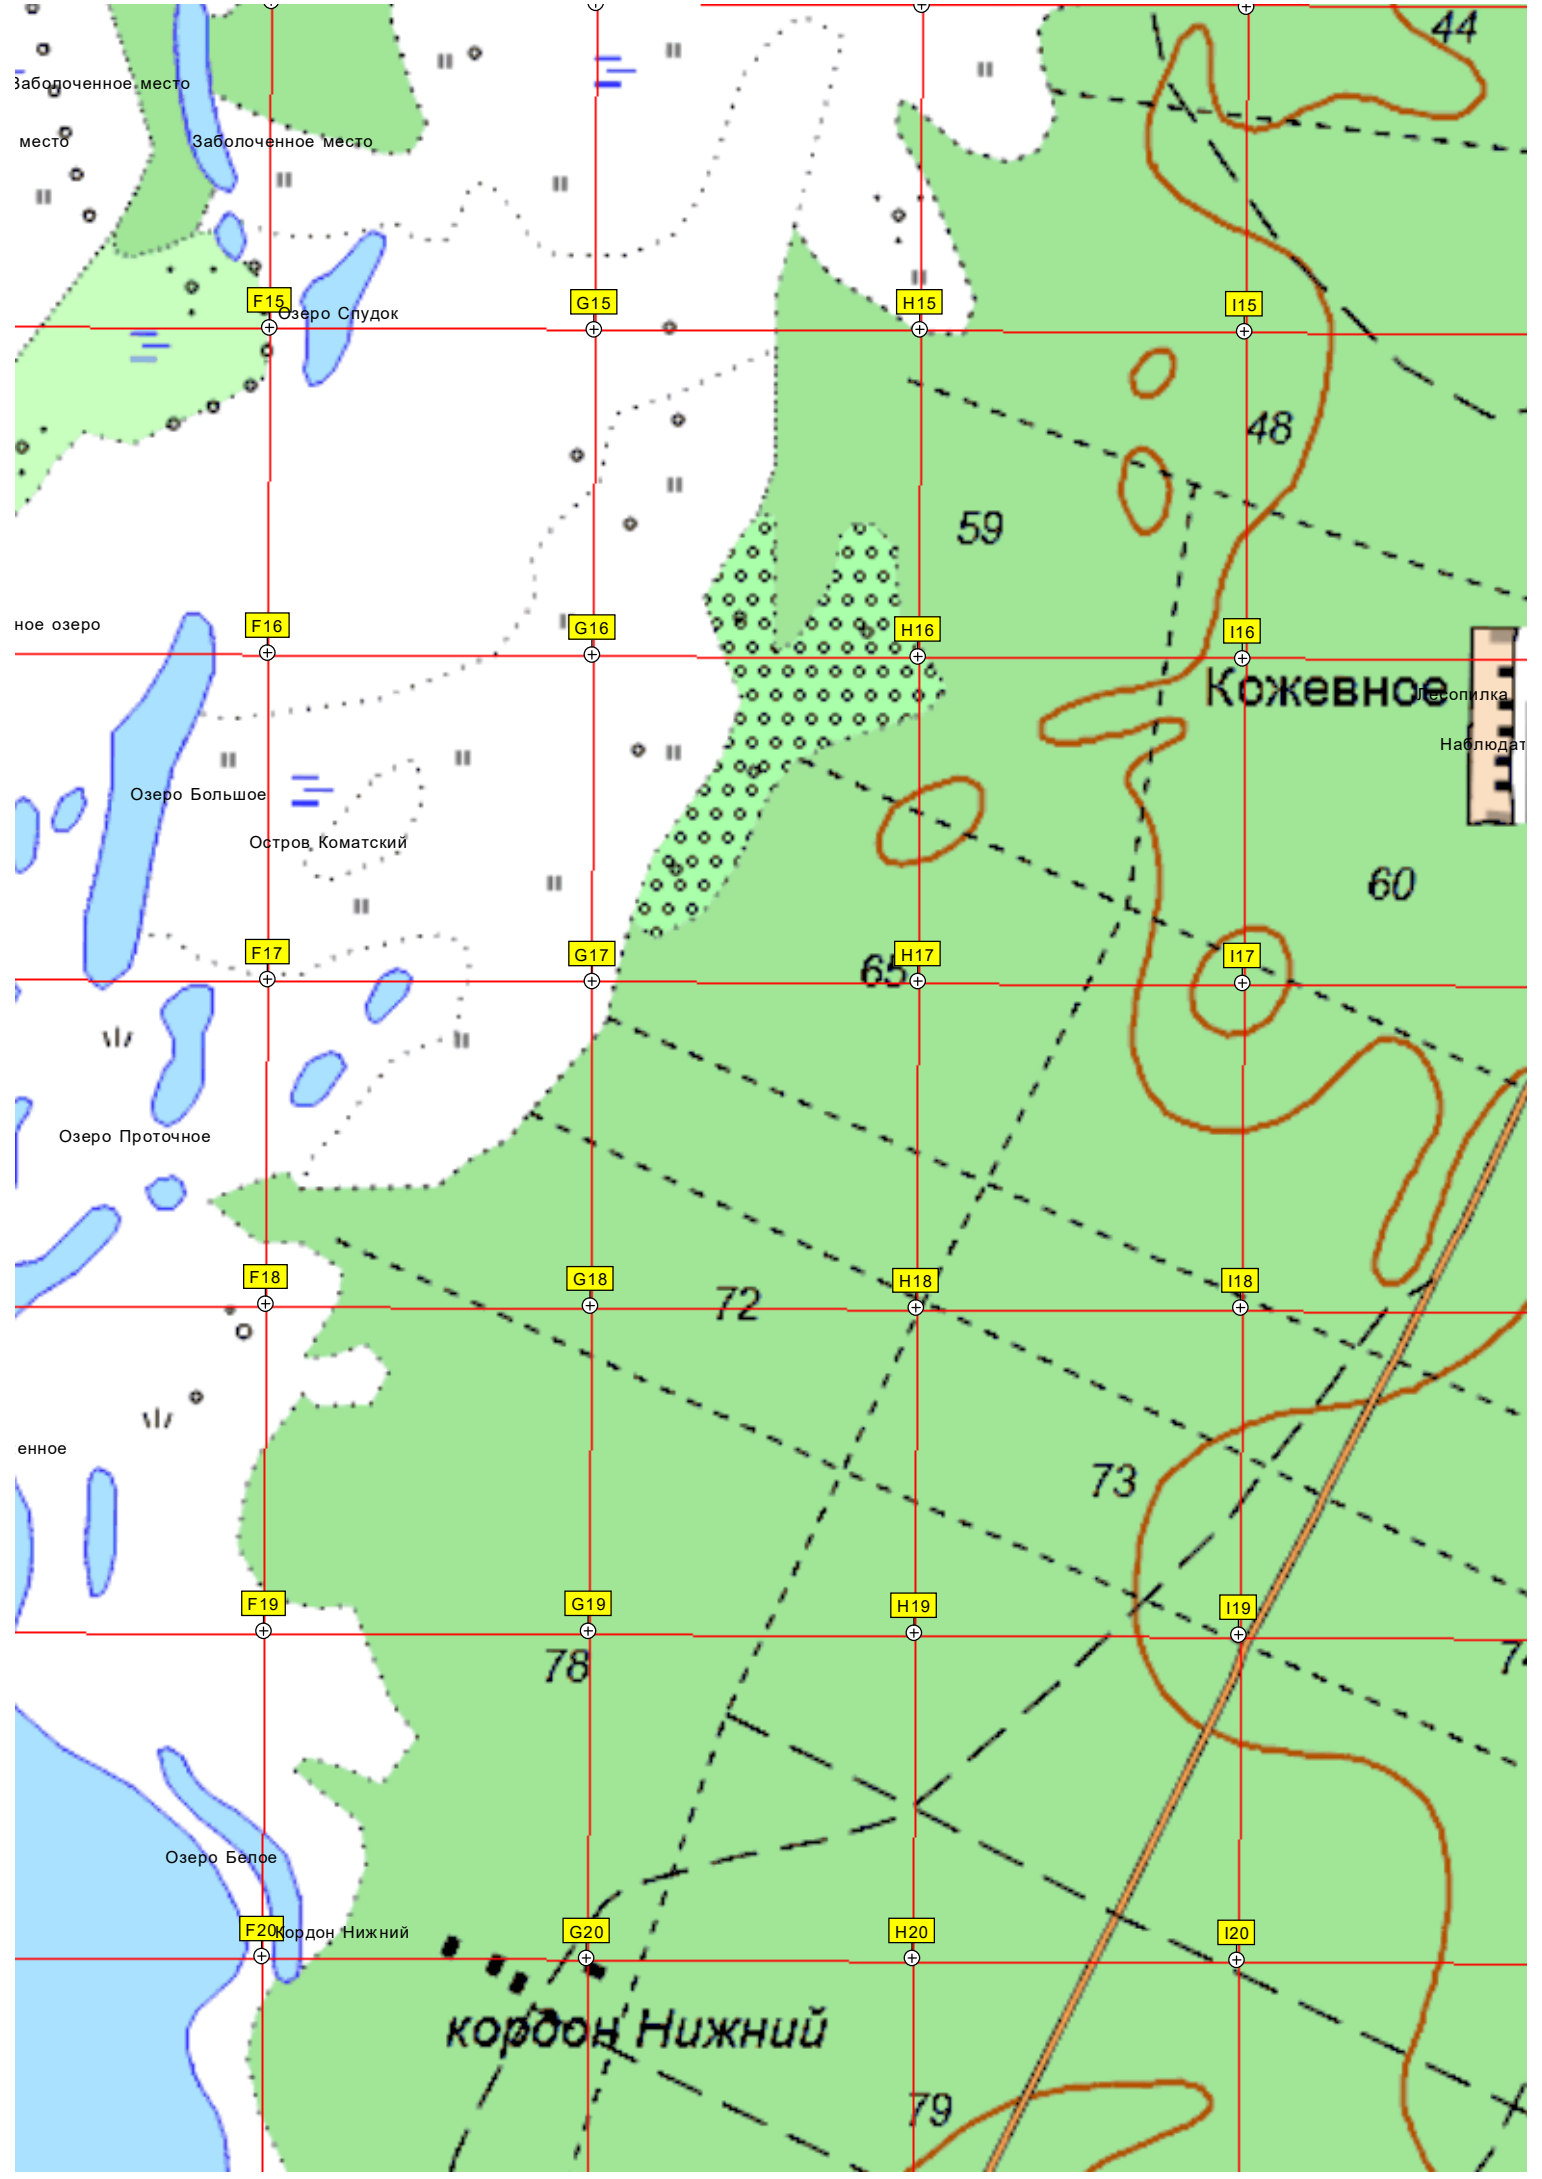 44
Заболоченное место
место
Заболоченное место
F15
G15
H15
I15
Озеро Спудок
48
59
ное озеро
F16
G16
H16
I16
Кожевное
Лесопилка
Наблюдат
Озеро Большое
Остров Коматский
60
F17
G17
65
H17
I17
Озеро Проточное
F18
G18
72
H18
I18
енное
73
F19
G19
H19
I19
78
74
Озеро Белое
F20
Кордон Нижний
G20
H20
I20
кордон Нижний
79